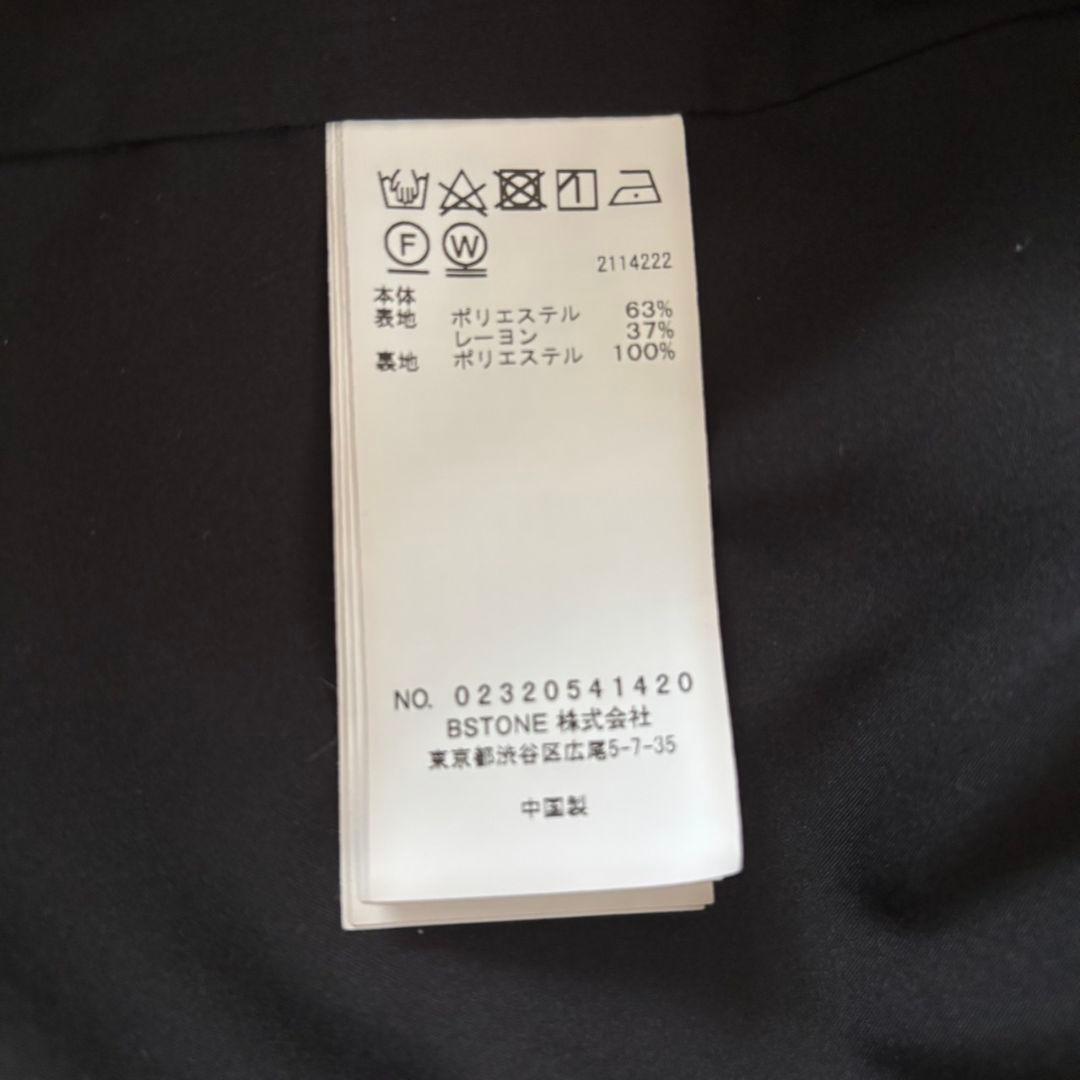 F W
2114222
本体
表地 ポリエステル 63%
レーヨン 37%
裏地 ポリエステル 100%
NO. 02320541420
BSTONE 株式会社
東京都渋谷区広尾5-7-35
中国製